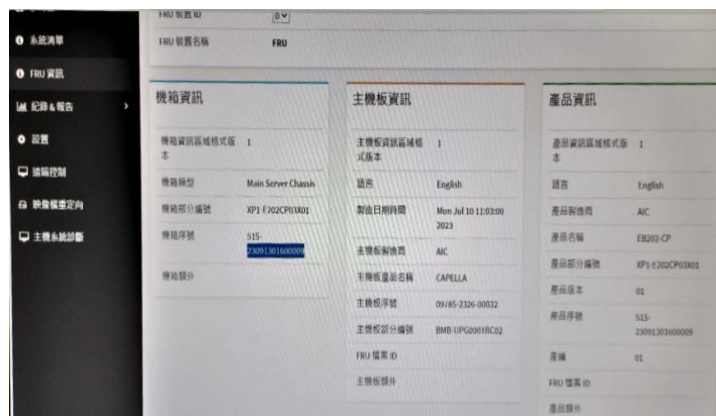 FRU 裝置 ID 0
系統清單
FRU 裝置名稱 FRU
FRU 資訊
紀錄 & 報告
設置
遠端控制
映像檔重定向
主機系統診斷
機箱資訊
機箱資訊區域格式版本 1
機箱類型 Main Server Chassis
機箱部分編號 XP1-E202CP03X01
機箱序號 515-
23091301600009
機箱額外
主機板資訊
主機板資訊區域格式版本 1
語言 English
製造日期時間 Mon Jul 10 11:03:00
2023
主機板製造商 AIC
主機板產品名稱 CAPELLA
主機板序號 09785-2326-00032
主機板部分編號 BMB-UPG0001BC02
FRU 檔案 ID
主機板額外
產品資訊
產品資訊區域格式版本 1
語言 English
產品製造商 AIC
產品名稱 EB202-CP
產品部分編號 XP1-E202CP03X01
產品版本 01
產品序號 515-
23091301600009
產編 01
FRU 檔案 ID
產品額外